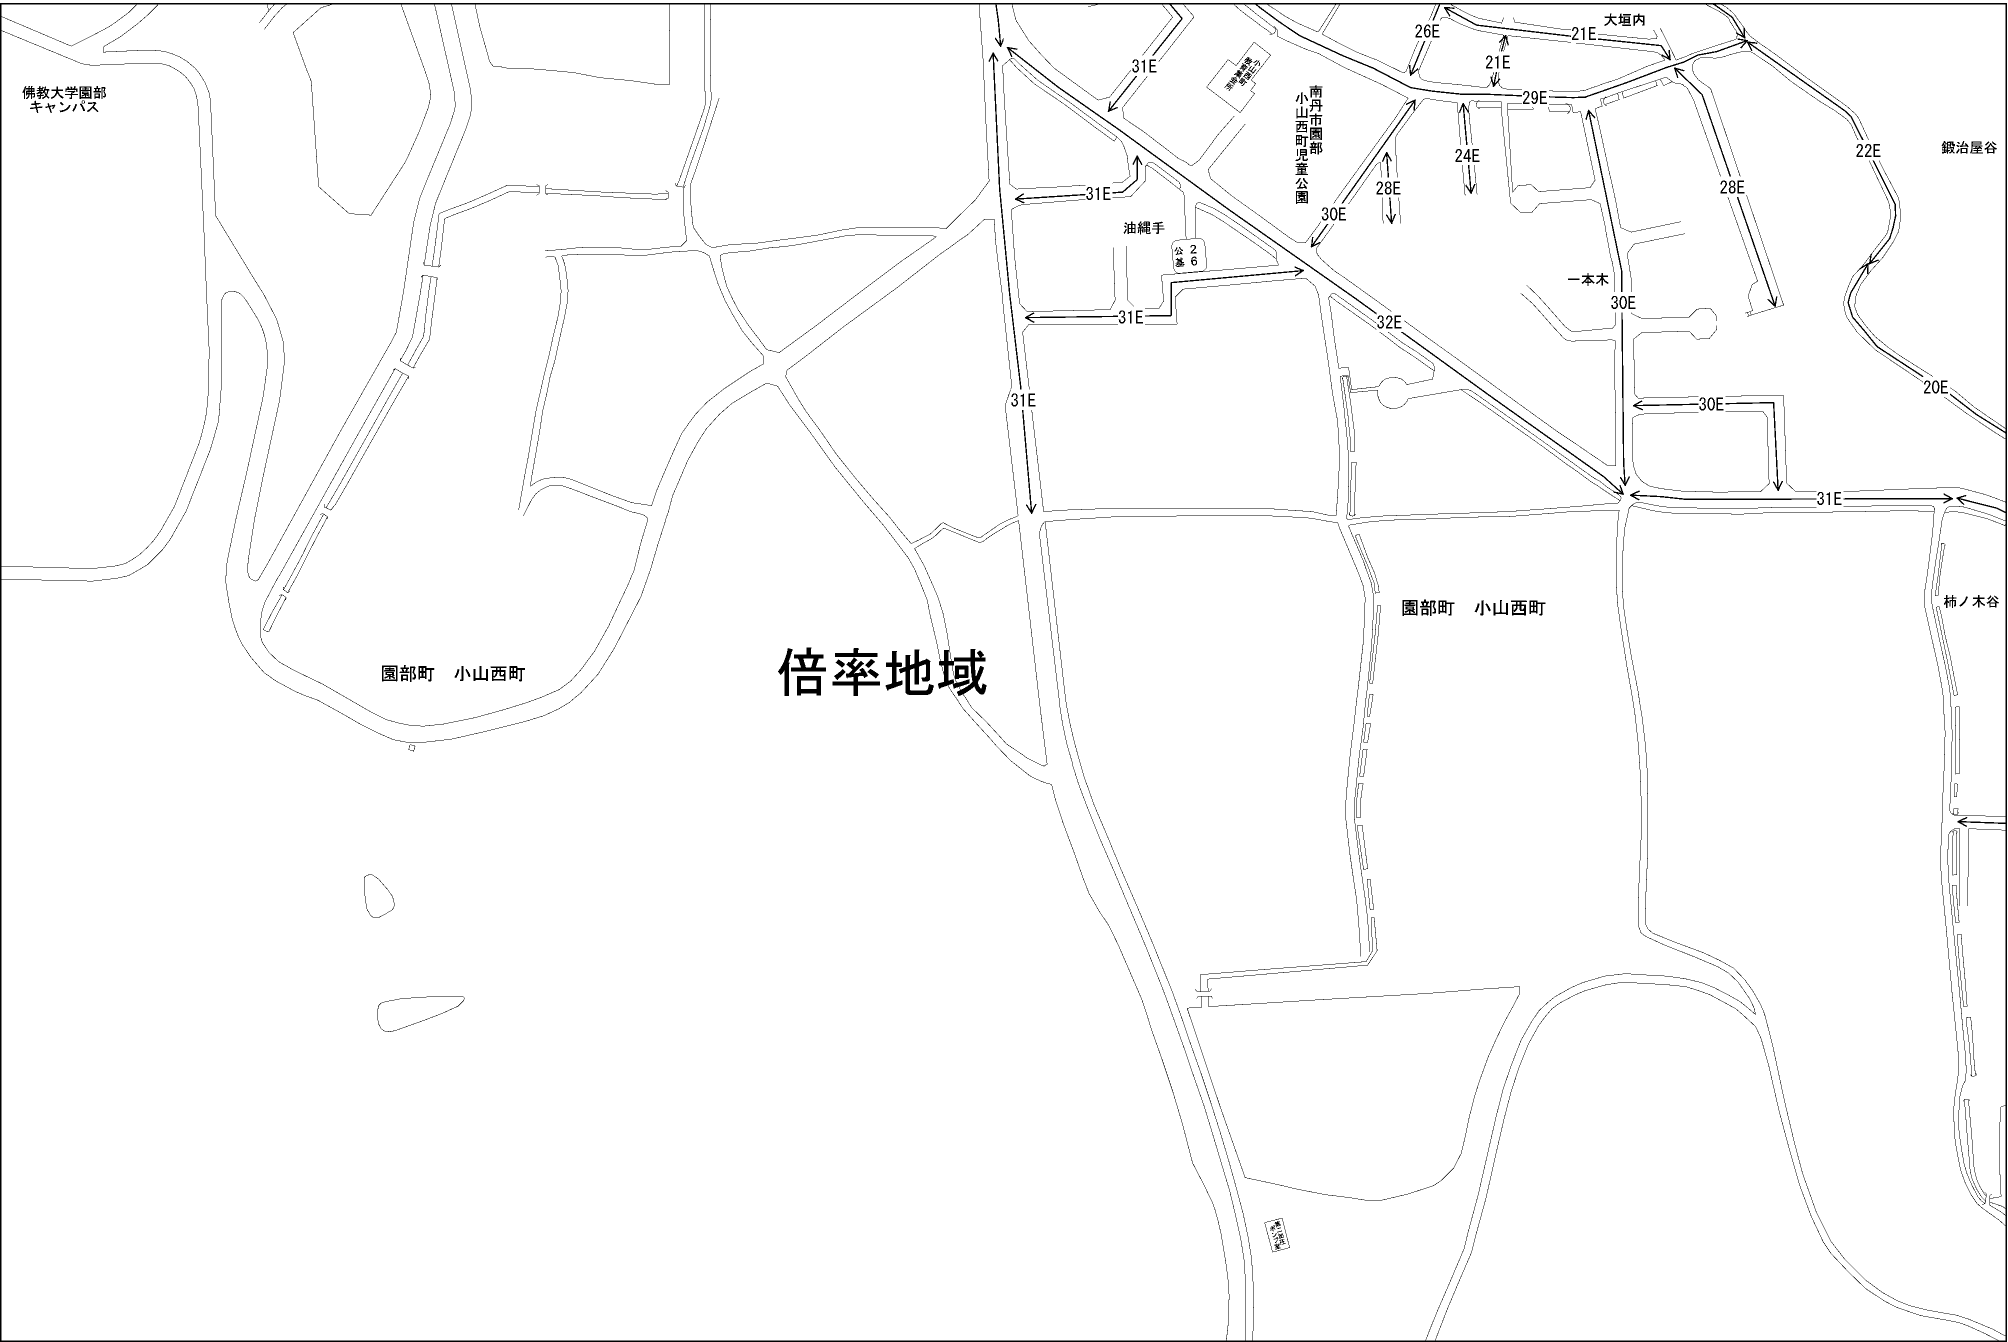 大垣内
26E
21E
21E
31E
佛教大学園部
キャンパス
南丹市園部
小山西町児童公園
29E
24E
22E
鍛治屋谷
28E
28E
31E
30E
油縄手
公墓
26
一本木
30E
31E
32E
20E
31E
30E
31E
園部町　小山西町
柿ノ木谷
倍率地域
園部町　小山西町